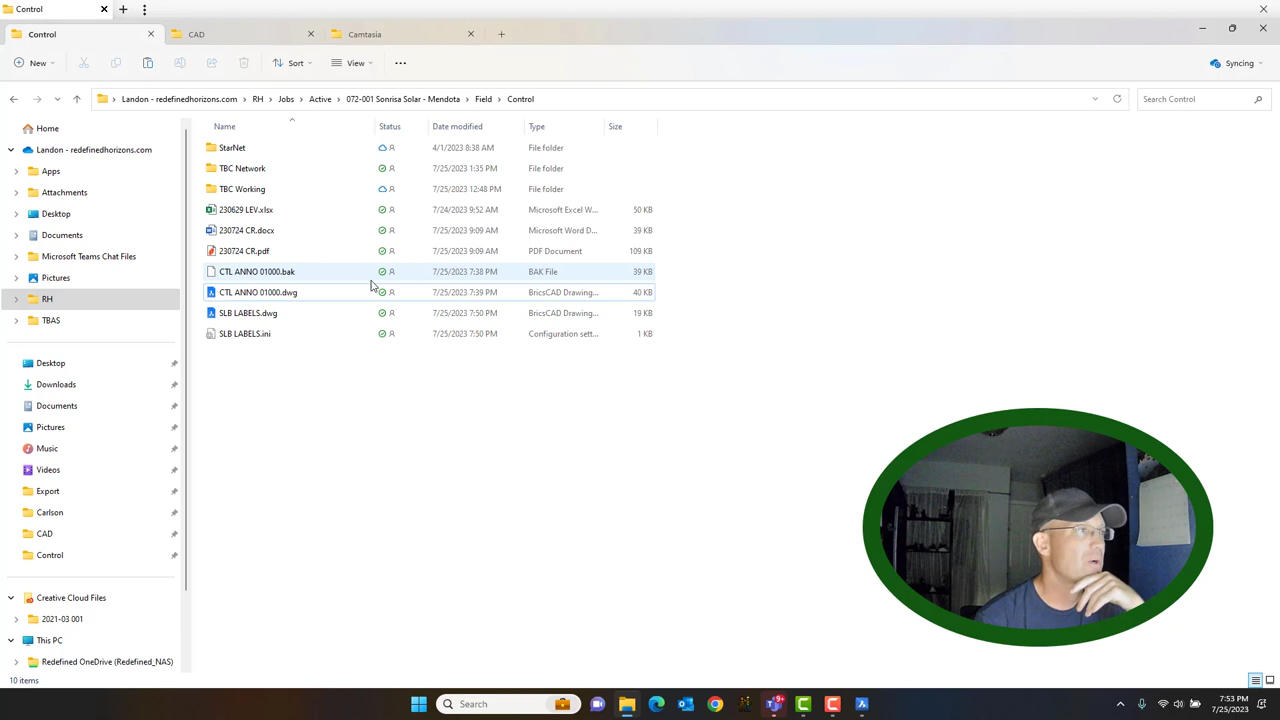 Control
Control
CAD
Camtasia
New
Sort
View
Syncing
Landon - redefinedhorizons.com
RH
Jobs
Active
072-001 Sonrisa Solar - Mendota
Field
Control
Search Control
Name
Status
Date modified
Type
Size
StarNet
4/1/2023 8:38 AM
File folder
TBC Network
7/25/2023 1:35 PM
File folder
TBC Working
7/25/2023 12:48 PM
File folder
230629 LEV.xlsx
7/24/2023 9:52 AM
Microsoft Excel W...
50 KB
230724 CR.docx
7/25/2023 9:09 AM
Microsoft Word D...
39 KB
230724 CR.pdf
7/25/2023 9:09 AM
PDF Document
109 KB
CTL ANNO 01000.bak
7/25/2023 7:38 PM
BAK File
39 KB
CTL ANNO 01000.dwg
7/25/2023 7:39 PM
BricsCAD Drawing...
40 KB
SLB LABELS.dwg
7/25/2023 7:50 PM
BricsCAD Drawing...
19 KB
SLB LABELS.ini
7/25/2023 7:50 PM
Configuration sett...
1 KB
Home
Landon - redefinedhorizons.com
Apps
Attachments
Desktop
Documents
Microsoft Teams Chat Files
Pictures
RH
TBAS
Desktop
Downloads
Documents
Pictures
Music
Videos
Export
Carlson
CAD
Control
Creative Cloud Files
2021-03 001
This PC
Redefined OneDrive (Redefined_NAS)
10 items
Search
9+
7:53 PM
7/25/2023